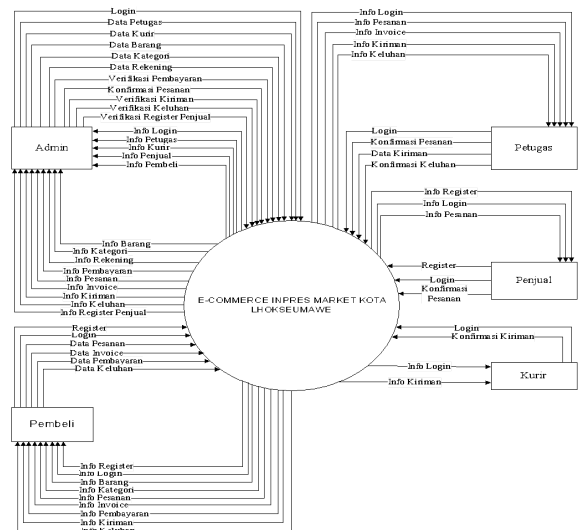 Login
Data Petugas
Data Kurir
Data Barang
Data Kategori
Data Rekening
Verifikasi Pembayaran
Konfirmasi Pesanan
Verifikasi Kiriman
Verifikasi Keluhan
Verifikasi Register Penjual
Admin
Info Login
Info Petugas
Info Kurir
Info Penjual
Info Pembeli
Info Barang
Info Kategori
Info Rekening
Info Pembayaran
Info Pesanan
Info Invoice
Info Kiriman
Info Keluhan
Info Register Penjual
Info Login
Info Pesanan
Info Invoice
Info Kiriman
Info Keluhan
Login
Konfirmasi Pesanan
Data Kiriman
Konfirmasi Keluhan
Petugas
Info Register
Info Login
Info Pesanan
Register
Login
Konfirmasi
Pesanan
Penjual
E-COMMERCE INPRES MARKET KOTA
LHOKSEUMAWE
Login
Konfirmasi Kiriman
Info Login
Info Kiriman
Kurir
Register
Login
Data Pesanan
Data Invoice
Data Pembayaran
Data Keluhan
Pembeli
Info Register
Info Login
Info Barang
Info Kategori
Info Pesanan
Info Invoice
Info Pembayaran
Info Kiriman
Info Keluhan